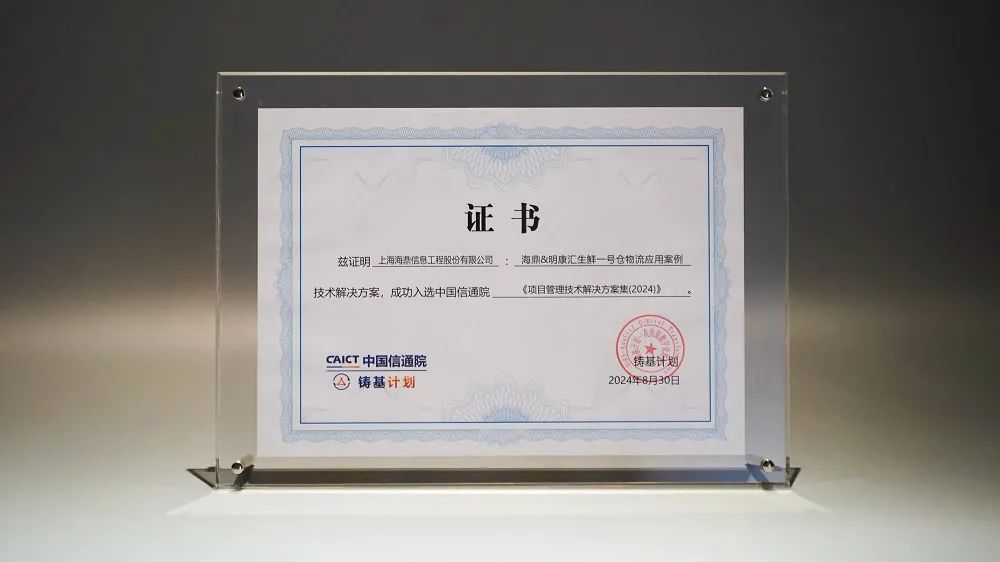 证 书
兹证明 上海海鼎信息工程股份有限公司 : 海鼎&明康汇生鲜一号仓物流应用案例
技术解决方案，成功入选中国信通院 《项目管理技术解决方案集(2024)》 。
CAICT 中国信通院
铸基计划
铸基计划
2024年8月30日